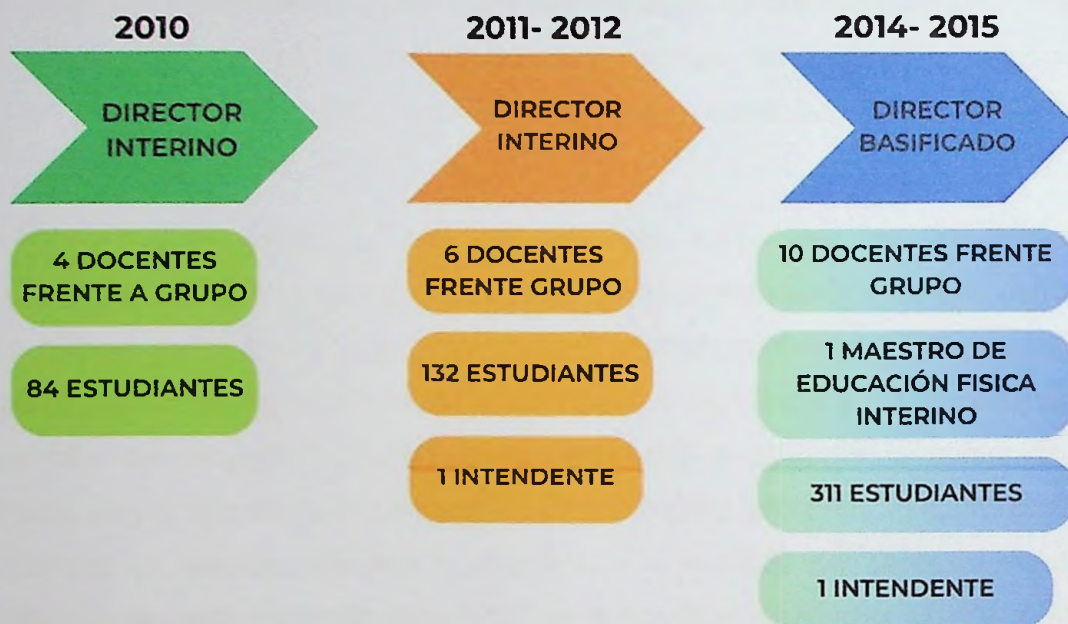 2010
DIRECTOR
INTERINO
4 DOCENTES
FRENTE A GRUPO
84 ESTUDIANTES
2011- 2012
DIRECTOR
INTERINO
6 DOCENTES
FRENTE GRUPO
132 ESTUDIANTES
1 INTENDENTE
2014- 2015
DIRECTOR
BASIFICADO
10 DOCENTES FRENTE
GRUPO
1 MAESTRO DE
EDUCACIÓN FISICA
INTERINO
311 ESTUDIANTES
1 INTENDENTE